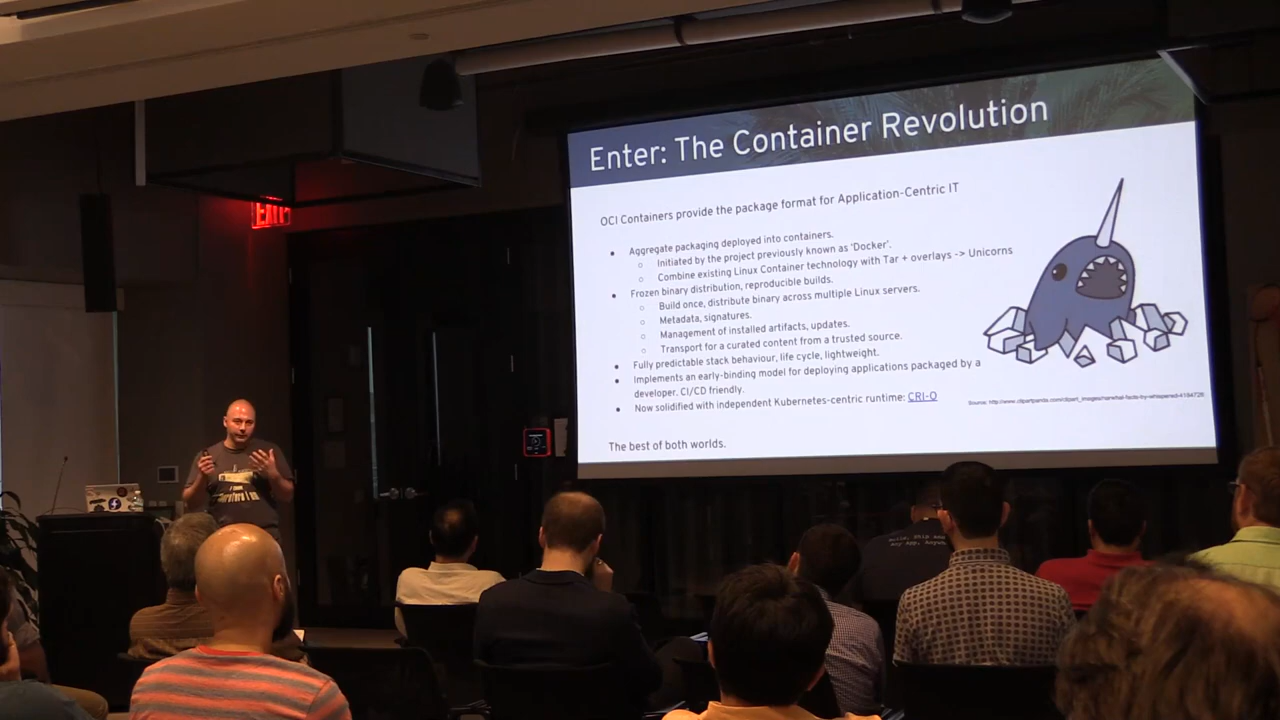 EXIT
Enter: The Container Revolution
OCI Containers provide the package format for Application-Centric IT
Aggregate packaging deployed into containers.
Initiated by the project previously known as 'Docker'.
Combine existing Linux Container technology with Tar + overlays -> Unicorns
Frozen binary distribution, reproducible builds.
Build once, distribute binary across multiple Linux servers.
Metadata, signatures.
Management of installed artifacts, updates.
Transport for a curated content from a trusted source.
Fully predictable stack behaviour, life cycle, lightweight.
Implements an early-binding model for deploying applications packaged by a
developer. CI/CD friendly.
Now solidified with independent Kubernetes-centric runtime: CRI-O
The best of both worlds.